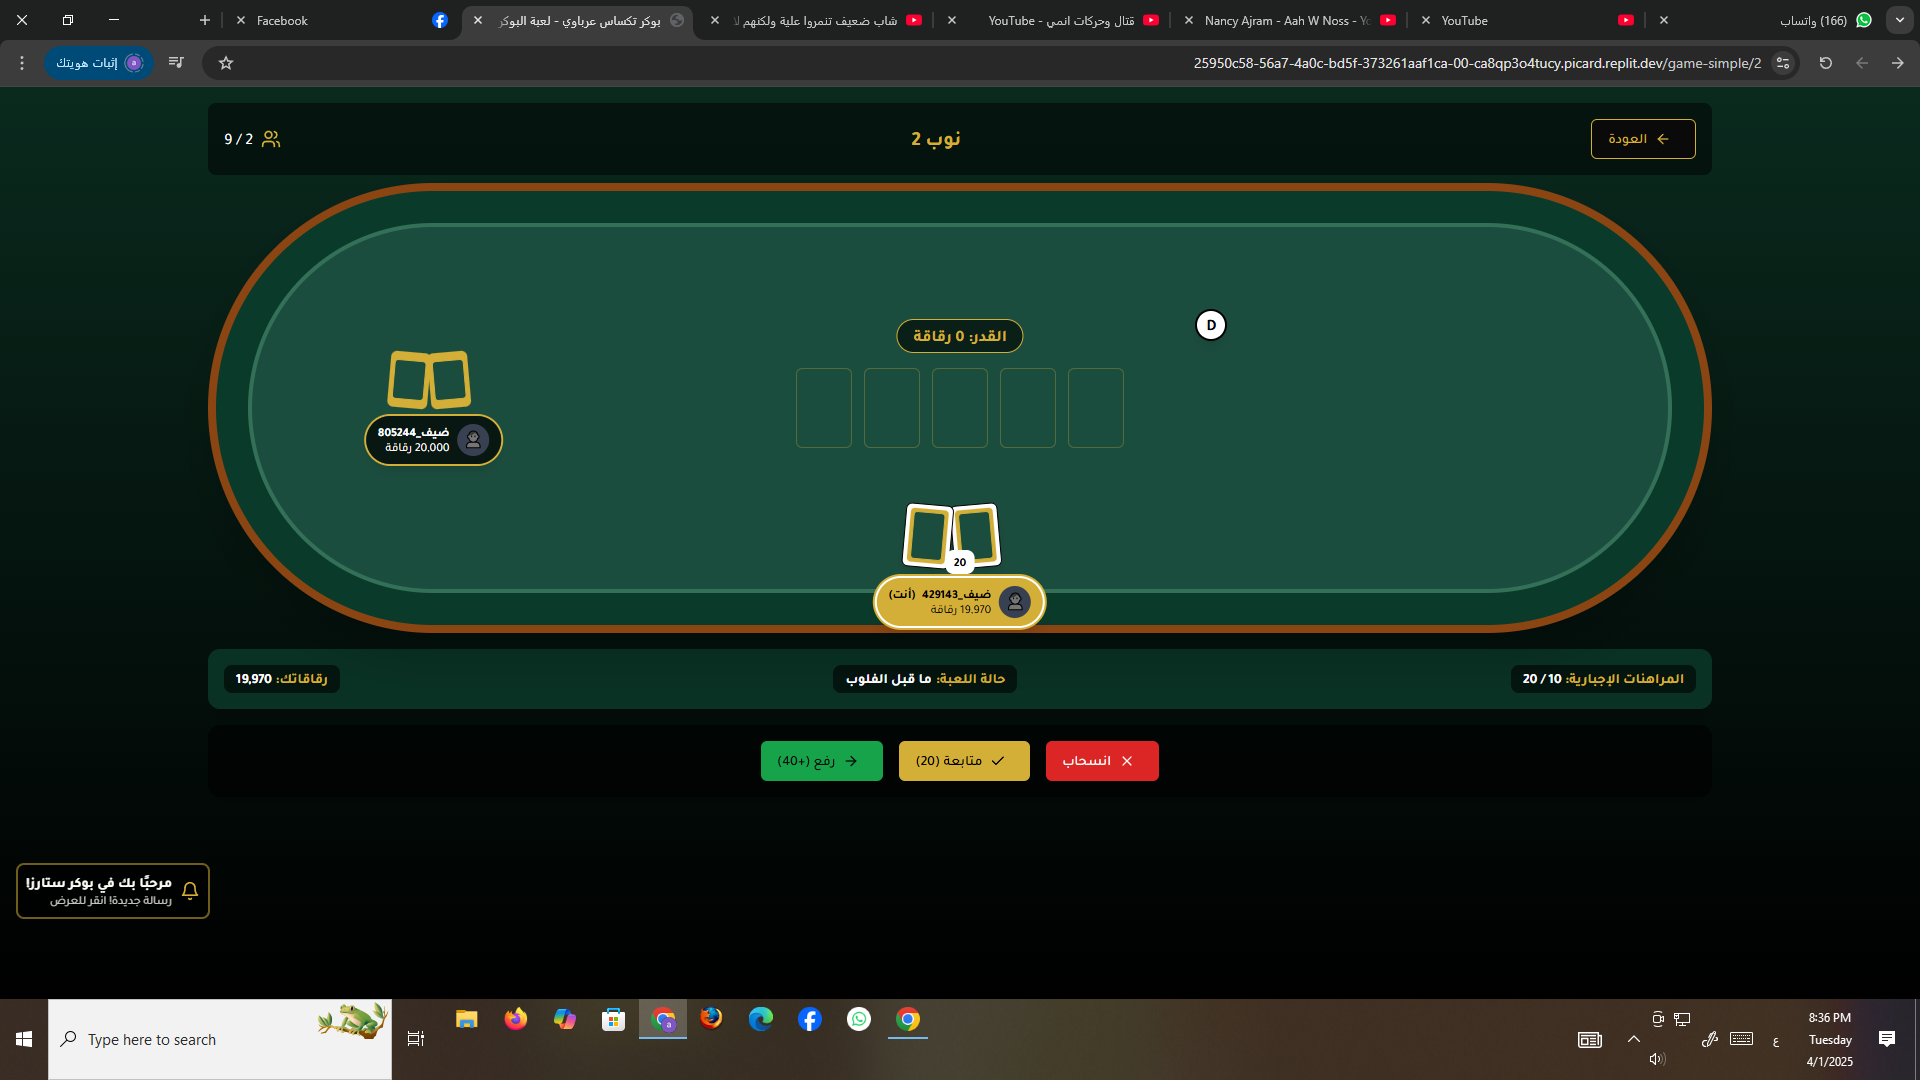 (166) واتساب
YouTube
Nancy Ajram - Aah W Noss - Yo
قتال وحركات انمي - YouTube
شاب ضعيف تنمروا علية ولكنهم لا
بوكر تكساس عرباوي - لعبة البوكر
Facebook
25950c58-56a7-4a0c-bd5f-373261aaf1ca-00-ca8qp3o4tucy.picard.replit.dev/game-simple/2
إثبات هويتك
a
العودة
نوب 2
9 / 2
D
القدر: 0 رقاقة
ضيف_805244
20,000 رقاقة
20
ضيف_429143 (أنت)
19,970 رقاقة
المراهنات الإجبارية: 10 / 20
حالة اللعبة: ما قبل الفلوب
رقاقاتك: 19,970
انسحاب
متابعة (20)
رفع (+40)
مرحبًا بك في بوكر ستارز!
رسالة جديدة! انقر للعرض
Type here to search
a
ع
8:36 PM
Tuesday
4/1/2025